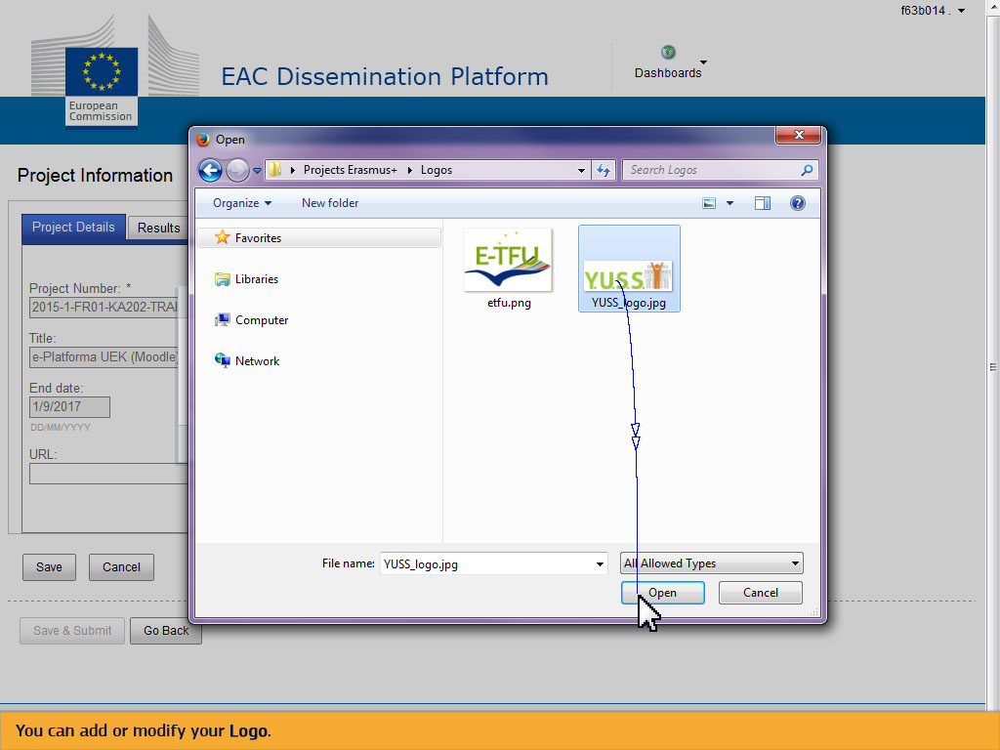 f63b014 .
EAC Dissemination Platform
Dashboards
European
Commission
Open
Projects Erasmus+
Logos
Search Logos
Organize
New folder
Project Information
Project Details
Results
Favorites
Libraries
Computer
Network
E-TFU
etfu.png
Y.U.S.S.
YUSS_logo.jpg
Project Number: *
2015-1-FR01-KA202-TRAI
Title:
e-Platforma UEK (Moodle)
End date:
1/9/2017
DD/MM/YYYY
URL:
File name:
YUSS_logo.jpg
All Allowed Types
Open
Cancel
Save
Cancel
Save & Submit
Go Back
You can add or modify your Logo.